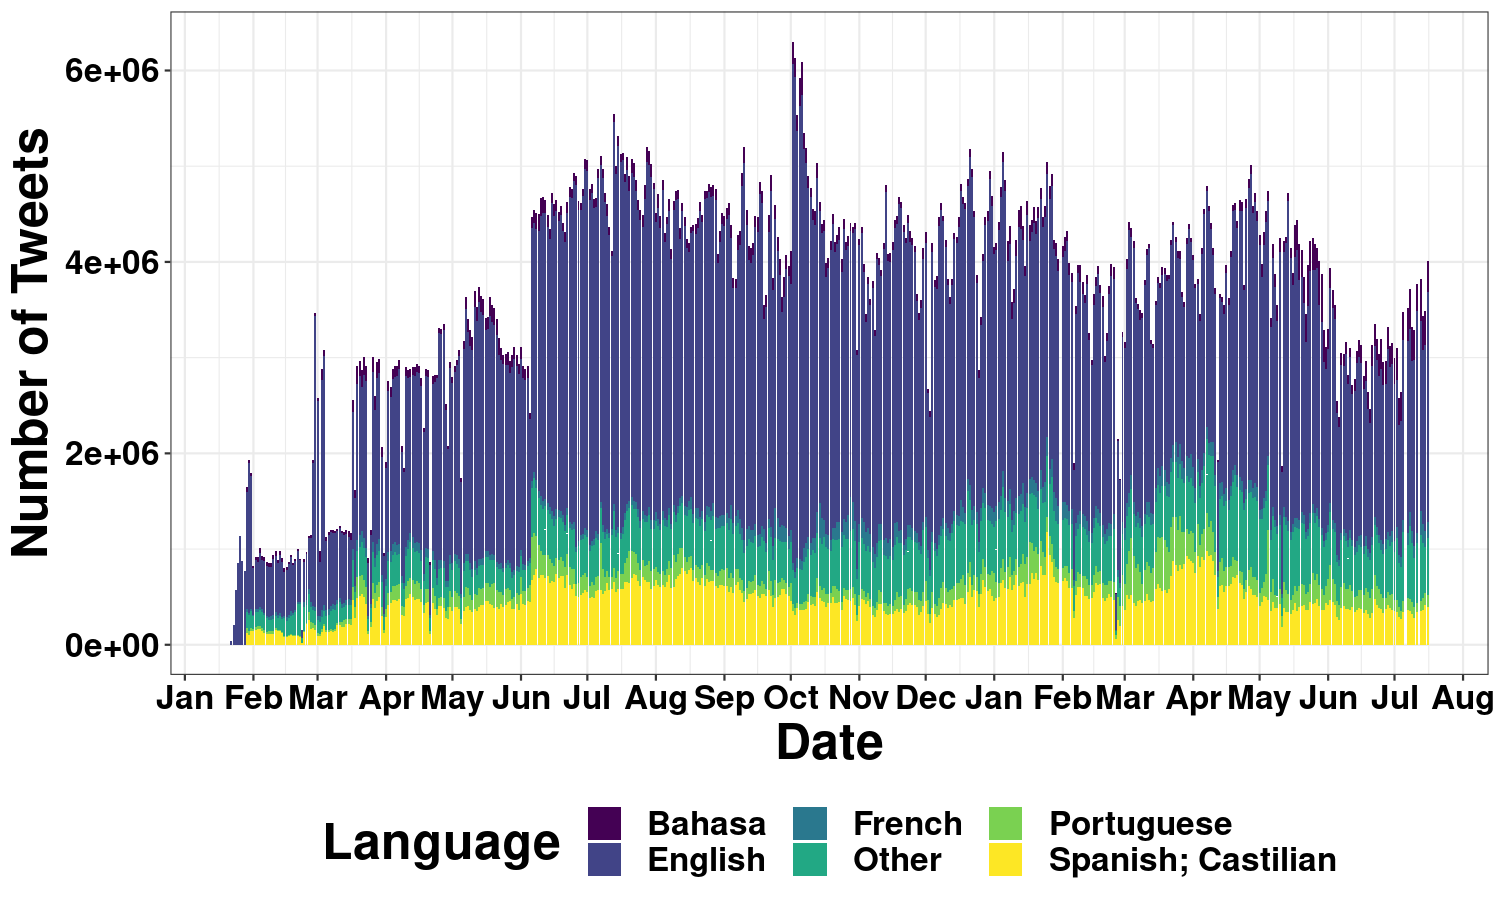 Number of Tweets
6e+06
4e+06
2e+06
0e+00
Jan Feb Mar Apr May Jun Jul Aug Sep Oct Nov Dec Jan Feb Mar Apr May Jun Jul Aug
Date
Language
Bahasa French Portuguese
English Other Spanish; Castilian